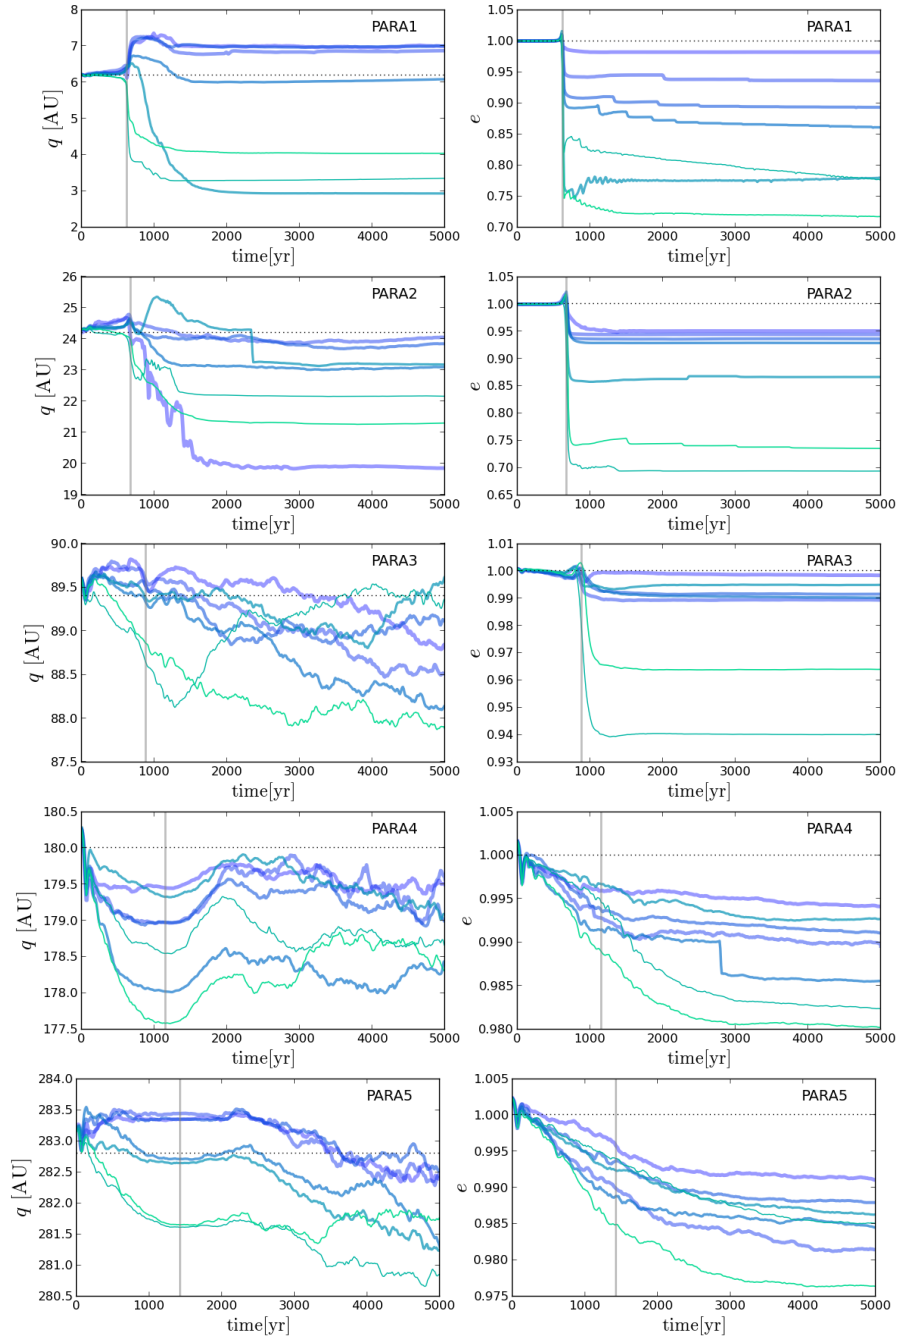 PARA1
8
7
6
5
4
3
2
q [AU]
0 1000 2000 3000 4000 5000
time[yr]
PARA1
1.00
0.95
0.90
0.85
0.80
0.75
0.70
e
0 1000 2000 3000 4000 5000
time[yr]
PARA2
26
25
24
23
22
21
20
19
q [AU]
0 1000 2000 3000 4000 5000
time[yr]
PARA2
1.05
1.00
0.95
0.90
0.85
0.80
0.75
0.70
0.65
e
0 1000 2000 3000 4000 5000
time[yr]
PARA3
90.0
89.5
89.0
88.5
88.0
87.5
q [AU]
0 1000 2000 3000 4000 5000
time[yr]
PARA3
1.01
1.00
0.99
0.98
0.97
0.96
0.95
0.94
0.93
e
0 1000 2000 3000 4000 5000
time[yr]
PARA4
180.5
180.0
179.5
179.0
178.5
178.0
177.5
q [AU]
0 1000 2000 3000 4000 5000
time[yr]
PARA4
1.005
1.000
0.995
0.990
0.985
0.980
e
0 1000 2000 3000 4000 5000
time[yr]
PARA5
284.0
283.5
283.0
282.5
282.0
281.5
281.0
280.5
q [AU]
0 1000 2000 3000 4000 5000
time[yr]
PARA5
1.005
1.000
0.995
0.990
0.985
0.980
0.975
e
0 1000 2000 3000 4000 5000
time[yr]